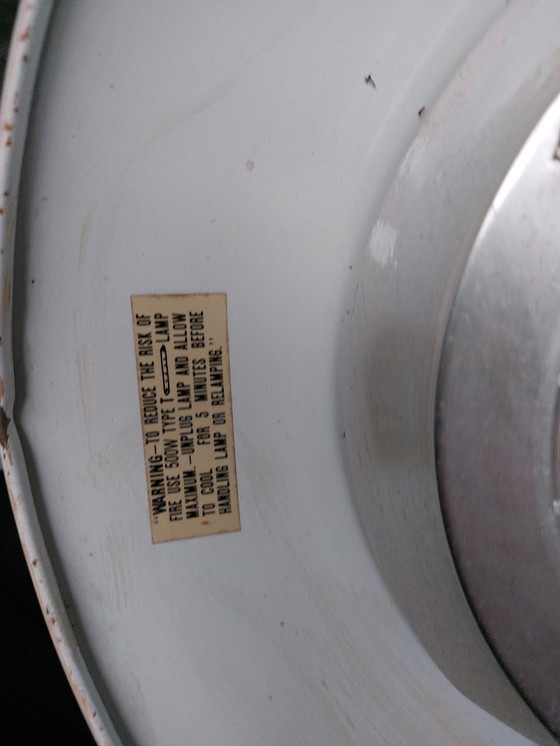 "WARNING—TO REDUCE THE RISK OF
FIRE USE 500W TYPE T LAMP
MAXIMUM.—UNPLUG LAMP AND ALLOW
TO COOL FOR 5 MINUTES BEFORE
HANDLING LAMP OR RELAMPING."